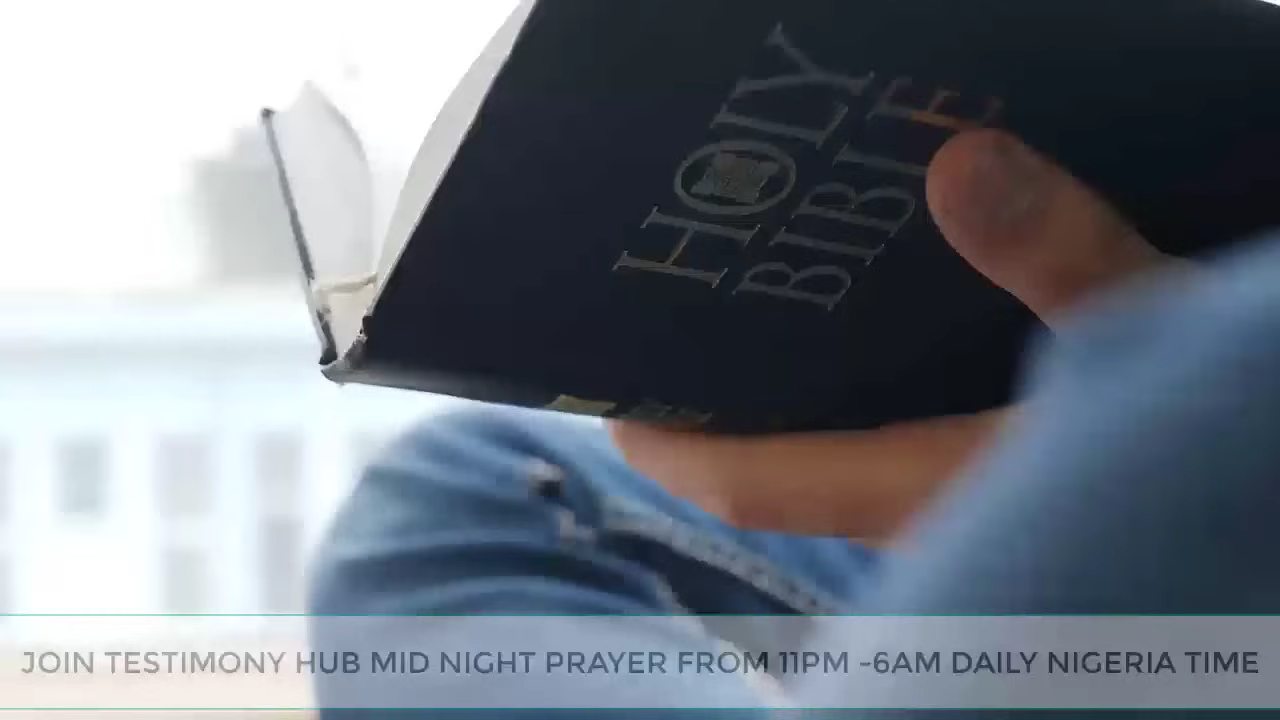 HOLY
BIBLE
JOIN TESTIMONY HUB MID NIGHT PRAYER FROM 11PM -6AM DAILY NIGERIA TIME